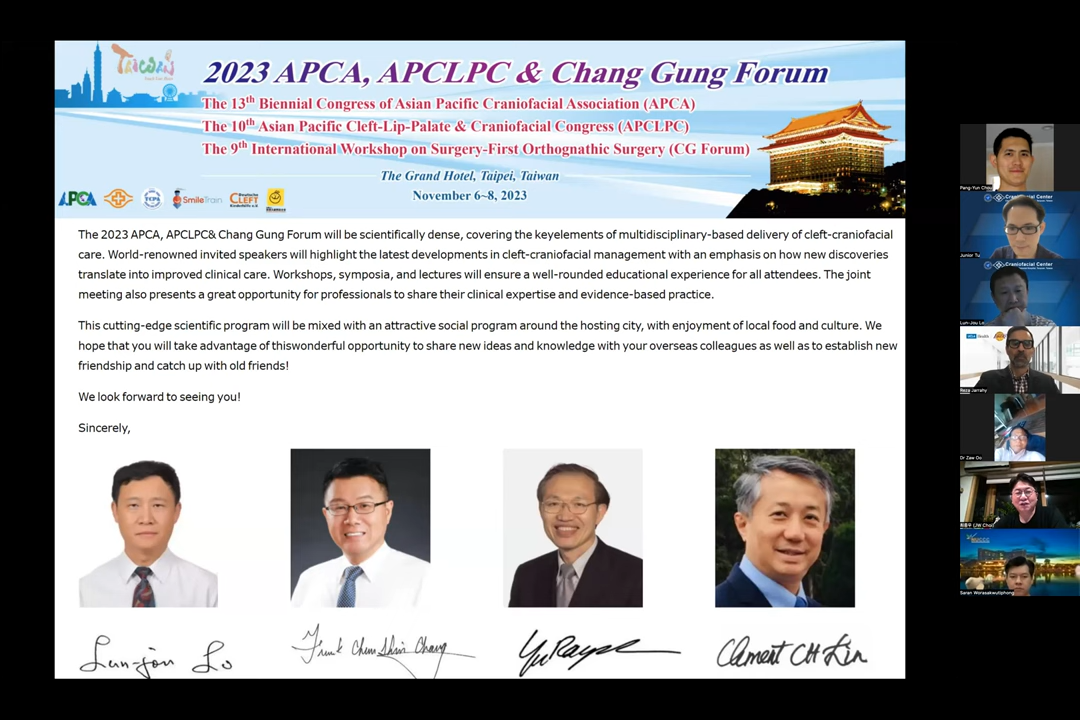 TAIWAN
2023 APCA, APCLPC & Chang Gung Forum
The 13th Biennial Congress of Asian Pacific Craniofacial Association (APCA)
The 10th Asian Pacific Cleft-Lip-Palate & Craniofacial Congress (APCLPC)
The 9th International Workshop on Surgery-First Orthognathic Surgery (CG Forum)
The Grand Hotel, Taipei, Taiwan
November 6~8, 2023
APCA
SmileTrain
Deutsche CLEFT Kinderhilfe e.V.
The 2023 APCA, APCLPC& Chang Gung Forum will be scientifically dense, covering the keyelements of multidisciplinary-based delivery of cleft-craniofacial
care. World-renowned invited speakers will highlight the latest developments in cleft-craniofacial management with an emphasis on how new discoveries
translate into improved clinical care. Workshops, symposia, and lectures will ensure a well-rounded educational experience for all attendees. The joint
meeting also presents a great opportunity for professionals to share their clinical expertise and evidence-based practice.
This cutting-edge scientific program will be mixed with an attractive social program around the hosting city, with enjoyment of local food and culture. We
hope that you will take advantage of thiswonderful opportunity to share new ideas and knowledge with your overseas colleagues as well as to establish new
friendship and catch up with old friends!
We look forward to seeing you!
Sincerely,
Lun-jou Lo
Frank Chun-Shin Chang
Yu Ray
Clement CH Lin
Pang-Yun Chou
Craniofacial Center
Junior Tu
Craniofacial Center
Lun-Jou Lo
Health
Reza Jarrahy
Dr Zaw Oo
(JW Choi)
Saran Worasakwutiphong